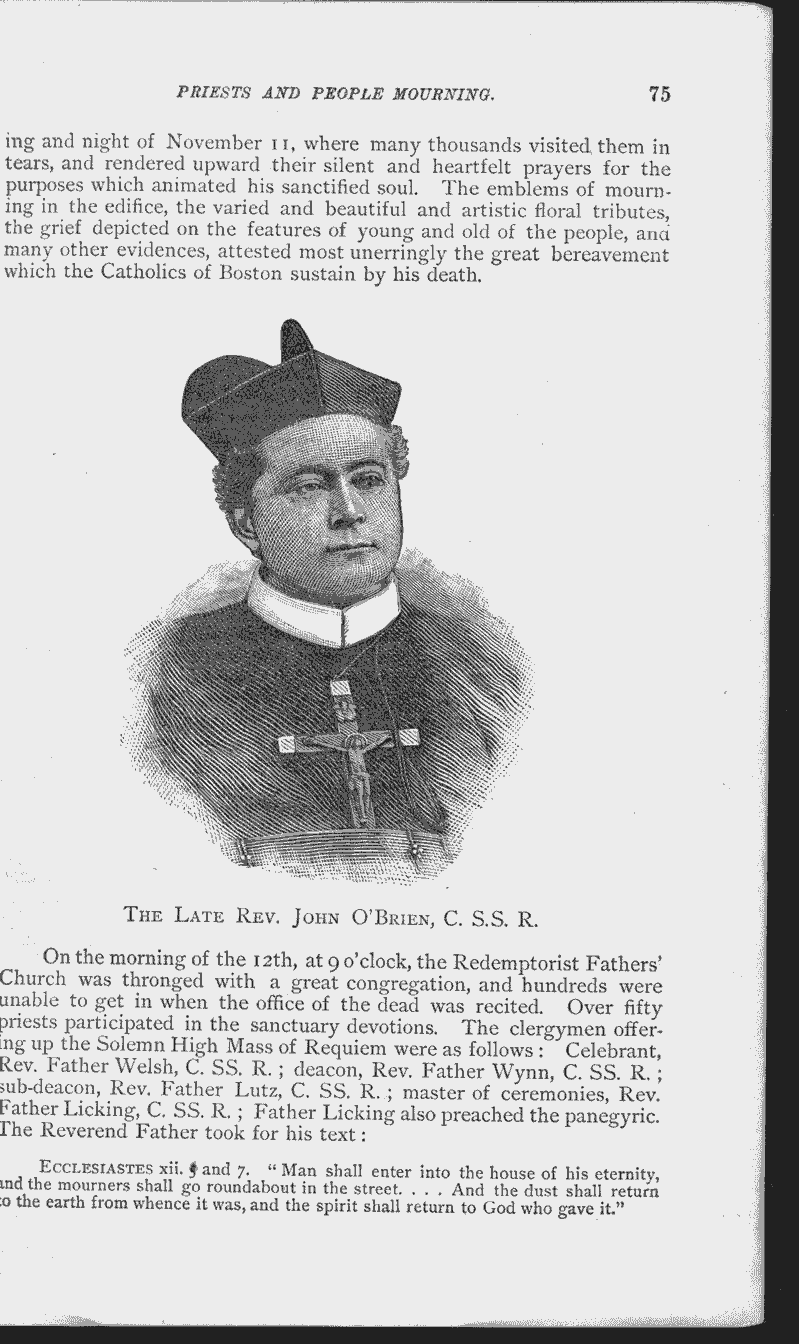 PRIESTS AND PEOPLE MOURNING. 75
ing and night of November 11, where many thousands visited them in
tears, and rendered upward their silent and heartfelt prayers for the
purposes which animated his sanctified soul. The emblems of mourn-
ing in the edifice, the varied and beautiful and artistic floral tributes,
the grief depicted on the features of young and old of the people, and
many other evidences, attested most unerringly the great bereavement
which the Catholics of Boston sustain by his death.
THE LATE REV. JOHN O'BRIEN, C. S.S. R.
On the morning of the 12th, at 9 o'clock, the Redemptorist Fathers'
Church was thronged with a great congregation, and hundreds were
unable to get in when the office of the dead was recited. Over fifty
priests participated in the sanctuary devotions. The clergymen offer-
ing up the Solemn High Mass of Requiem were as follows: Celebrant,
Rev. Father Welsh, C. SS. R.; deacon, Rev. Father Wynn, C. SS. R.;
sub-deacon, Rev. Father Lutz, C. SS. R.; master of ceremonies, Rev.
Father Licking, C. SS. R.; Father Licking also preached the panegyric.
The Reverend Father took for his text:
ECCLESIASTES xii. and 7. "Man shall enter into the house of his eternity,
and the mourners shall go roundabout in the street. . . . And the dust shall return
to the earth from whence it was, and the spirit shall return to God who gave it."